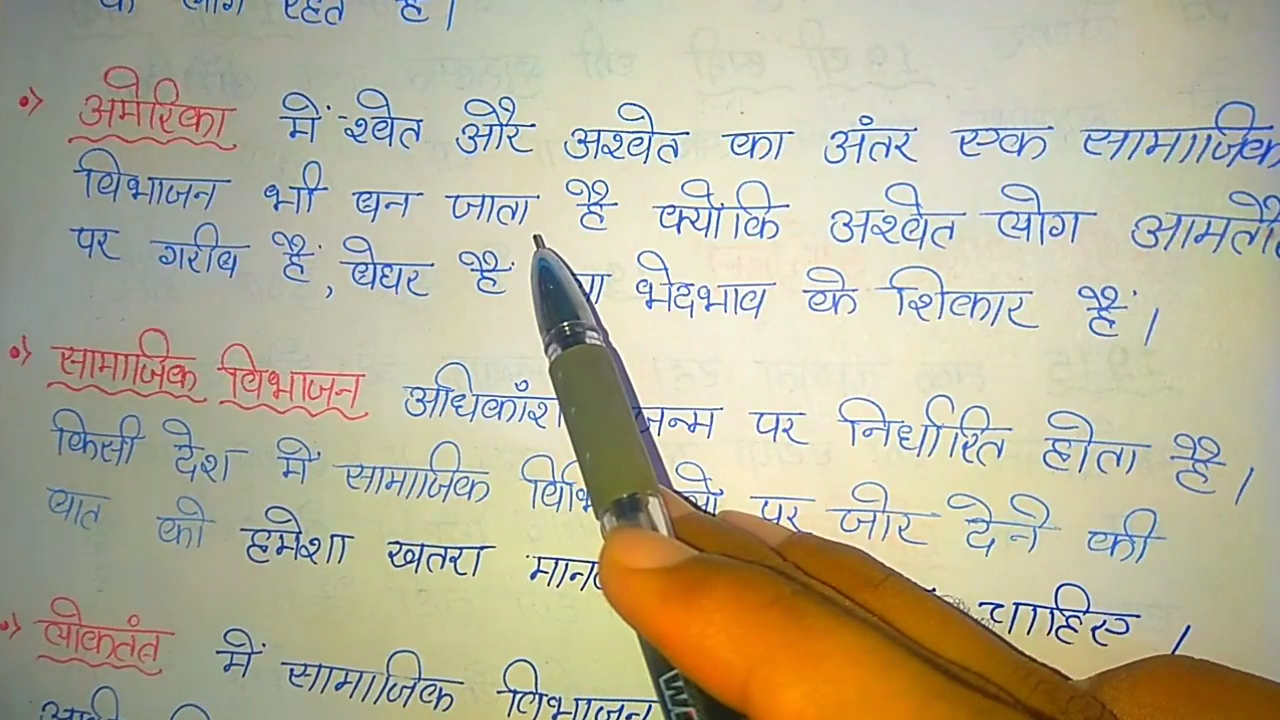 के लोग रहते हैं।
अमेरिका में श्वेत और अश्वेत का अंतर एक सामाजिक
विभाजन भी बन जाता है क्योंकि अश्वेत लोग आमतौर
पर गरीब हैं, बेघर हैं भेदभाव के शिकार हैं।
सामाजिक विभाजन अधिकाँश जन्म पर निर्धारित होता है।
किसी देश में सामाजिक पर जोर देने की
बात को हमेशा खतरा चाहिए।
लोकतंत में सामाजिक विभाजन